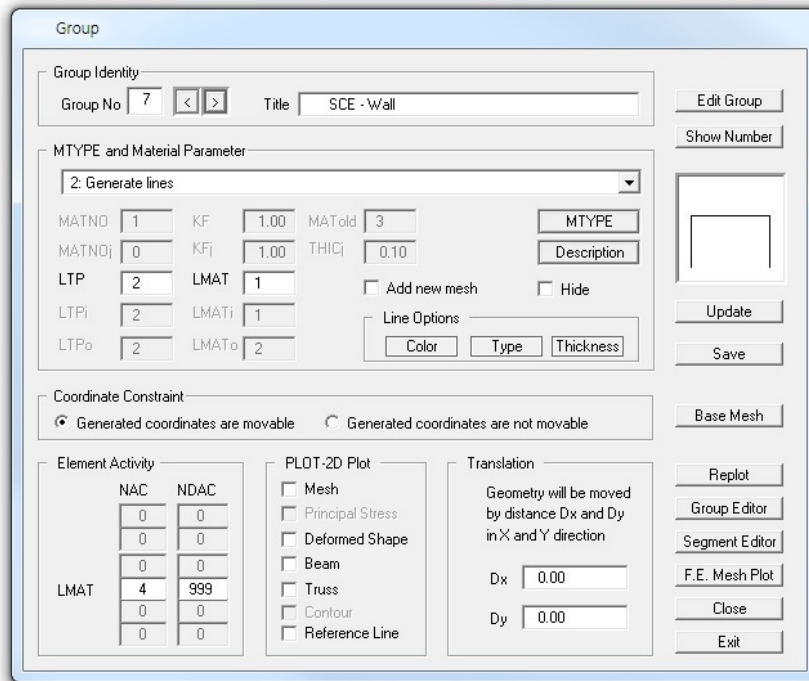 Group
Group Identity
Group No 7 < > Title SCE - Wall
Edit Group
Show Number
MTYPE and Material Parameter
2: Generate lines
MATNO 1 KF 1.00 MATold 3 MTYPE
MATNOj 0 KFj 1.00 THICj 0.10 Description
LTP 2 LMAT 1 Add new mesh Hide
LTPi 2 LMATi 1 Line Options
LTPo 2 LMATo 2 Color Type Thickness
Update
Save
Coordinate Constraint
Generated coordinates are movable Generated coordinates are not movable
Base Mesh
Element Activity
NAC NDAC
0 0
0 0
0 0
LMAT 4 999
0 0
0 0
PLOT-2D Plot
Mesh
Principal Stress
Deformed Shape
Beam
Truss
Contour
Reference Line
Translation
Geometry will be moved
by distance Dx and Dy
in X and Y direction
Dx 0.00
Dy 0.00
Replot
Group Editor
Segment Editor
F.E. Mesh Plot
Close
Exit